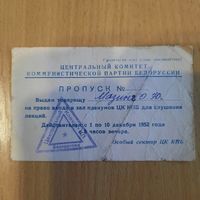 ЦЕНТРАЛЬНЫЙ КОМИТЕТ
КОММУНИСТИЧЕСКОЙ ПАРТИИ БЕЛОРУССИИ
ПРОПУСК №
Выдан товарищу
на право входа в зал пленумов ЦК КПБ для слушания
лекций.
Действителен с 1 по 10 декабря 1952 года
с 8 часов вечера.
Особый сектор ЦК КПБ